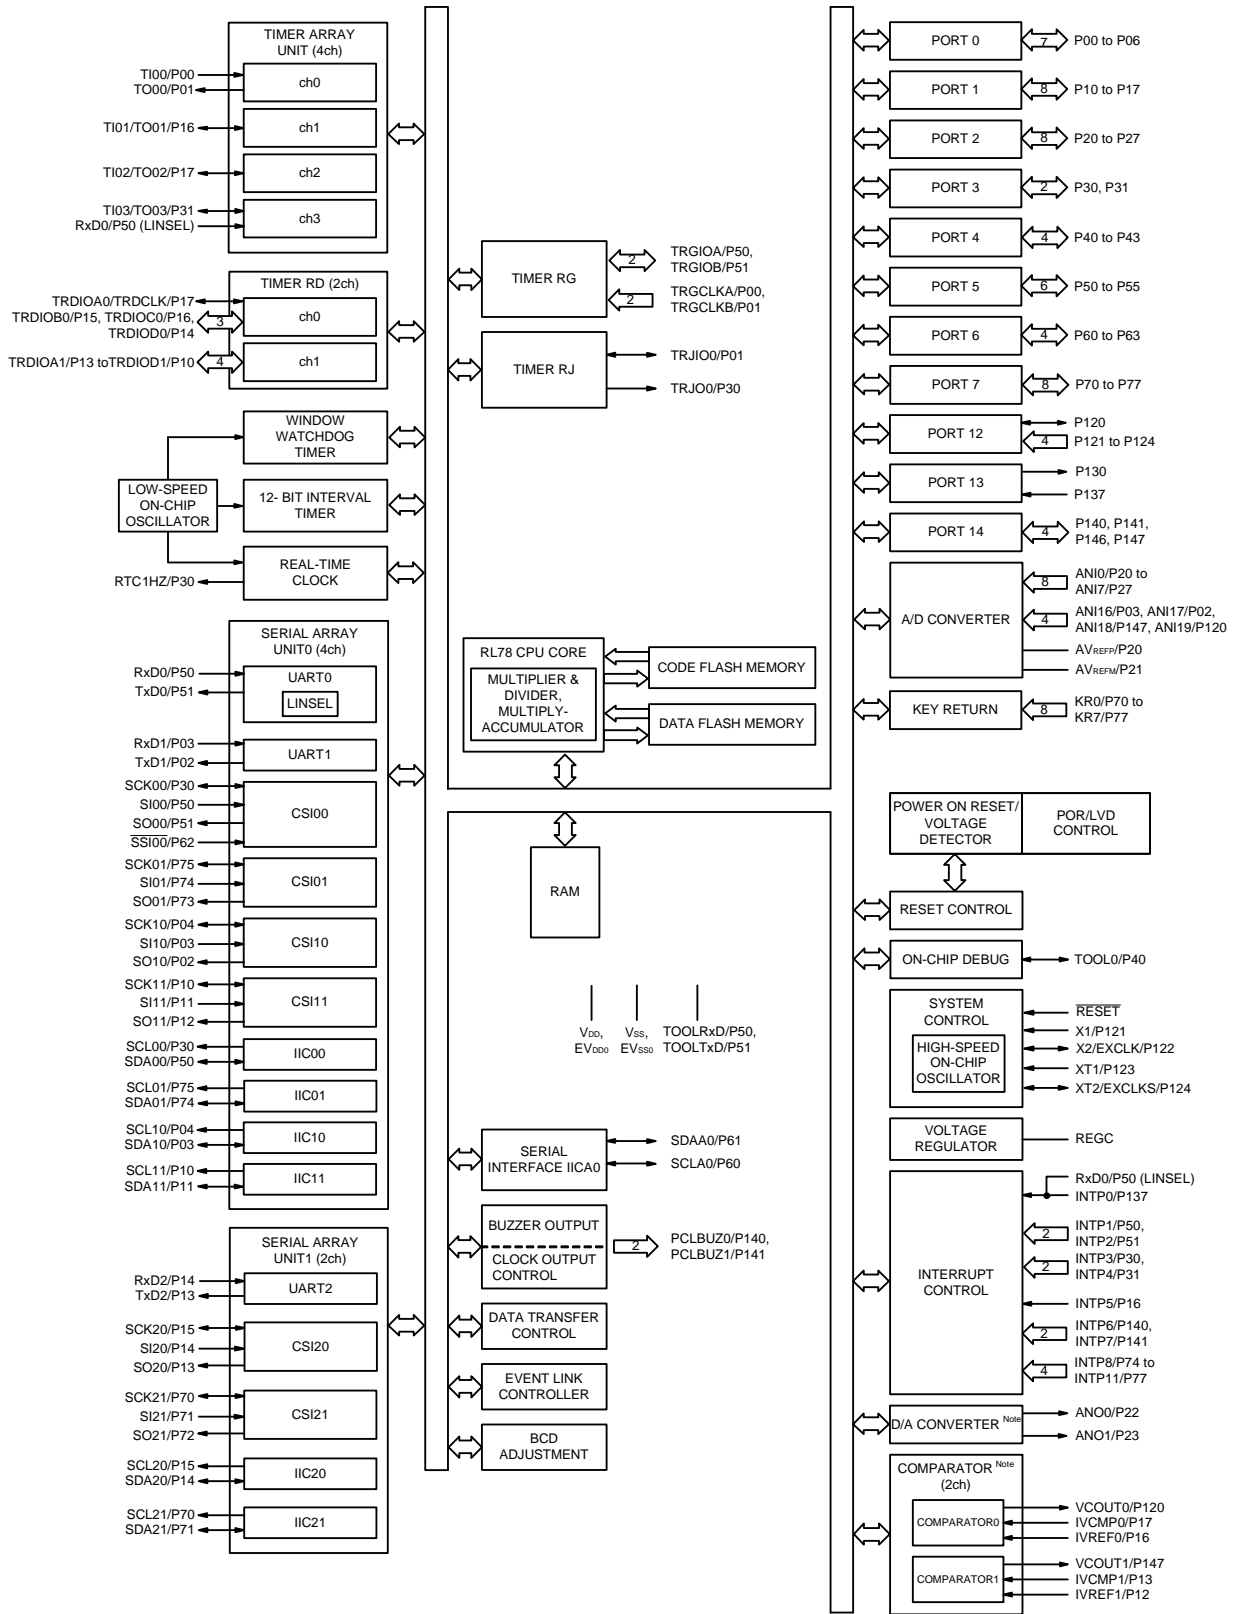 TIMER ARRAY
UNIT (4ch)
TI00/P00
TO00/P01
ch0
TI01/TO01/P16
ch1
TI02/TO02/P17
ch2
TI03/TO03/P31
RxD0/P50 (LINSEL)
ch3
TIMER RD (2ch)
TRDIOA0/TRDCLK/P17
TRDIOB0/P15, TRDIOC0/P16,
TRDIOD0/P14
3
ch0
TRDIOA1/P13 toTRDIOD1/P10
4
ch1
WINDOW
WATCHDOG
TIMER
LOW-SPEED
ON-CHIP
OSCILLATOR
12- BIT INTERVAL
TIMER
REAL-TIME
CLOCK
RTC1HZ/P30
SERIAL ARRAY
UNIT0 (4ch)
RxD0/P50
TxD0/P51
UART0
LINSEL
RxD1/P03
TxD1/P02
UART1
SCK00/P30
SI00/P50
SO00/P51
SSI00/P62
CSI00
SCK01/P75
SI01/P74
SO01/P73
CSI01
SCK10/P04
SI10/P03
SO10/P02
CSI10
SCK11/P10
SI11/P11
SO11/P12
CSI11
SCL00/P30
SDA00/P50
IIC00
SCL01/P75
SDA01/P74
IIC01
SCL10/P04
SDA10/P03
IIC10
SCL11/P10
SDA11/P11
IIC11
SERIAL ARRAY
UNIT1 (2ch)
RxD2/P14
TxD2/P13
UART2
SCK20/P15
SI20/P14
SO20/P13
CSI20
SCK21/P70
SI21/P71
SO21/P72
CSI21
SCL20/P15
SDA20/P14
IIC20
SCL21/P70
SDA21/P71
IIC21
TIMER RG
2
TRGIOA/P50,
TRGIOB/P51
2
TRGCLKA/P00,
TRGCLKB/P01
TIMER RJ
TRJIO0/P01
TRJO0/P30
RL78 CPU CORE
MULTIPLIER &
DIVIDER,
MULTIPLY-
ACCUMULATOR
CODE FLASH MEMORY
DATA FLASH MEMORY
RAM
VDD,
EVDD0
VSS,
EVSS0
TOOLRxD/P50,
TOOLTxD/P51
SERIAL
INTERFACE IICA0
SDAA0/P61
SCLA0/P60
BUZZER OUTPUT
CLOCK OUTPUT
CONTROL
2
PCLBUZ0/P140,
PCLBUZ1/P141
DATA TRANSFER
CONTROL
EVENT LINK
CONTROLLER
BCD
ADJUSTMENT
PORT 0
7
P00 to P06
PORT 1
8
P10 to P17
PORT 2
8
P20 to P27
PORT 3
2
P30, P31
PORT 4
4
P40 to P43
PORT 5
6
P50 to P55
PORT 6
4
P60 to P63
PORT 7
8
P70 to P77
PORT 12
P120
4
P121 to P124
PORT 13
P130
P137
PORT 14
4
P140, P141,
P146, P147
A/D CONVERTER
8
ANI0/P20 to
ANI7/P27
4
ANI16/P03, ANI17/P02,
ANI18/P147, ANI19/P120
AVREFP/P20
AVREFM/P21
KEY RETURN
8
KR0/P70 to
KR7/P77
POWER ON RESET/
VOLTAGE
DETECTOR
POR/LVD
CONTROL
RESET CONTROL
ON-CHIP DEBUG
TOOL0/P40
SYSTEM
CONTROL
HIGH-SPEED
ON-CHIP
OSCILLATOR
RESET
X1/P121
X2/EXCLK/P122
XT1/P123
XT2/EXCLKS/P124
VOLTAGE
REGULATOR
REGC
INTERRUPT
CONTROL
RxD0/P50 (LINSEL)
INTP0/P137
2
INTP1/P50,
INTP2/P51
2
INTP3/P30,
INTP4/P31
INTP5/P16
2
INTP6/P140,
INTP7/P141
4
INTP8/P74 to
INTP11/P77
D/A CONVERTER Note
ANO0/P22
ANO1/P23
COMPARATOR Note
(2ch)
COMPARATOR0
VCOUT0/P120
IVCMP0/P17
IVREF0/P16
COMPARATOR1
VCOUT1/P147
IVCMP1/P13
IVREF1/P12